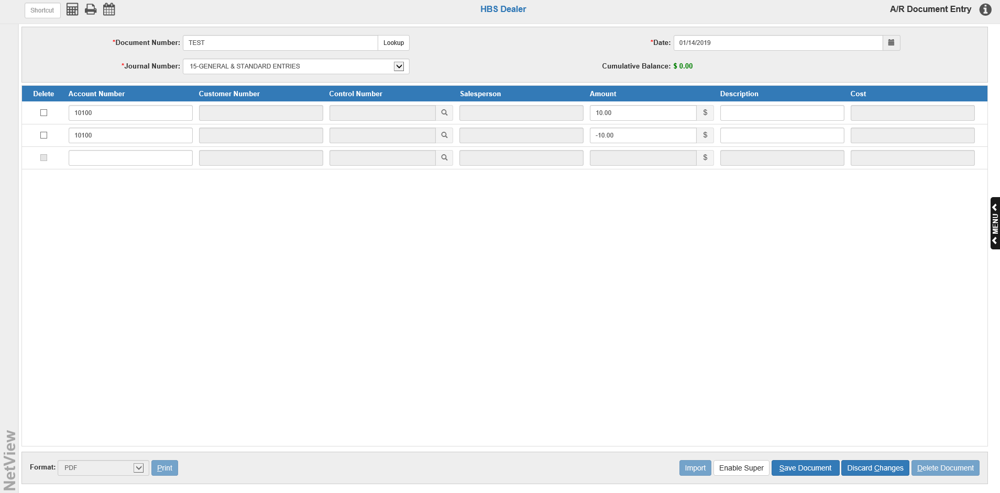 Shortcut
HBS Dealer
A/R Document Entry
*Document Number: TEST Lookup
*Date: 01/14/2019
*Journal Number: 15-GENERAL & STANDARD ENTRIES
Cumulative Balance: $ 0.00
Delete Account Number Customer Number Control Number Salesperson Amount Description Cost
10100 10.00 $
10100 -10.00 $
$
MENU
NetView
Format: PDF Print
Import Enable Super Save Document Discard Changes Delete Document